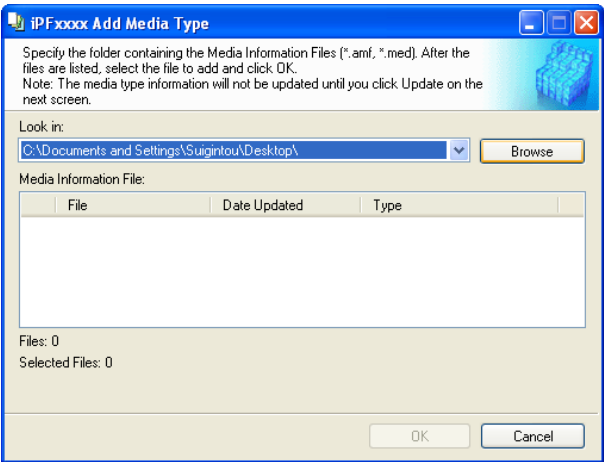 iPFxxxx Add Media Type
Specify the folder containing the Media Information Files (*.amf, *.med). After the
files are listed, select the file to add and click OK.
Note: The media type information will not be updated until you click Update on the
next screen.
Look in:
C:\Documents and Settings\Suigintou\Desktop\
Browse
Media Information File:
File Date Updated Type
Files: 0
Selected Files: 0
OK Cancel